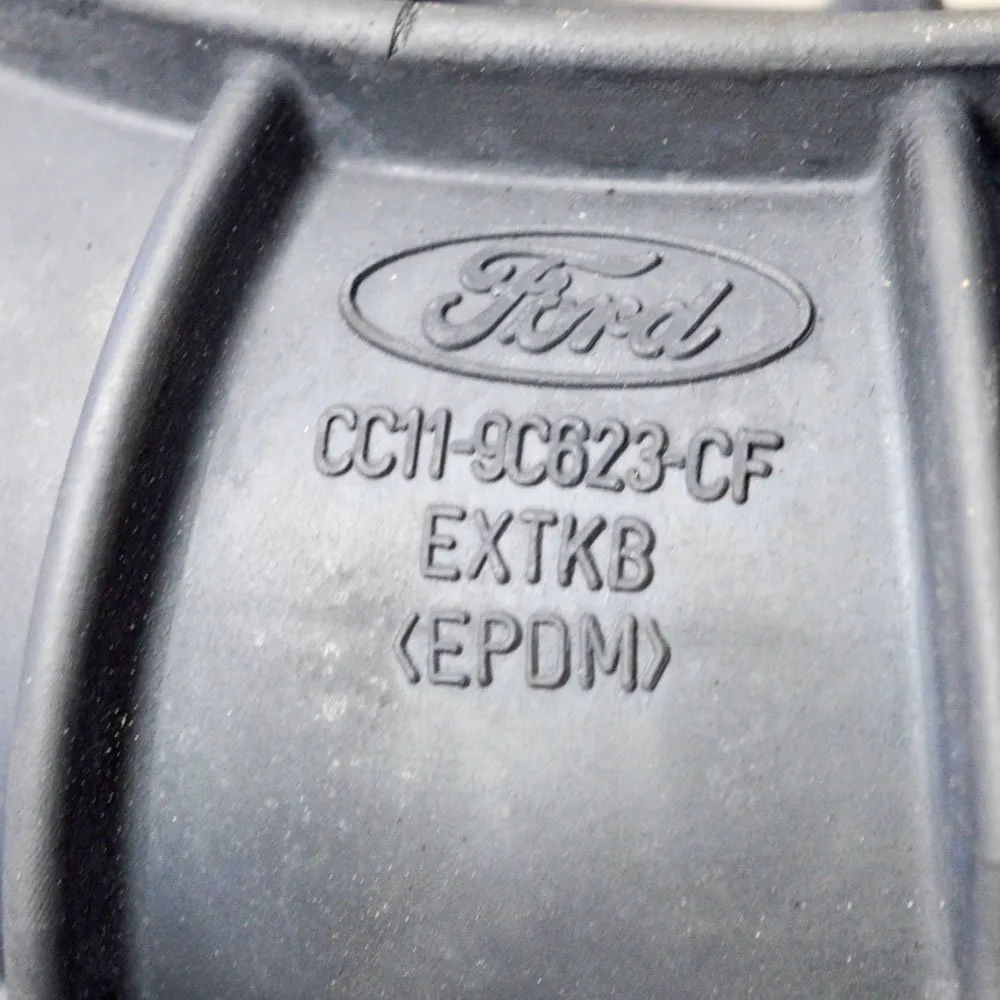 Ford
CC11-9C623-CF
EXTKB
<EPDM>